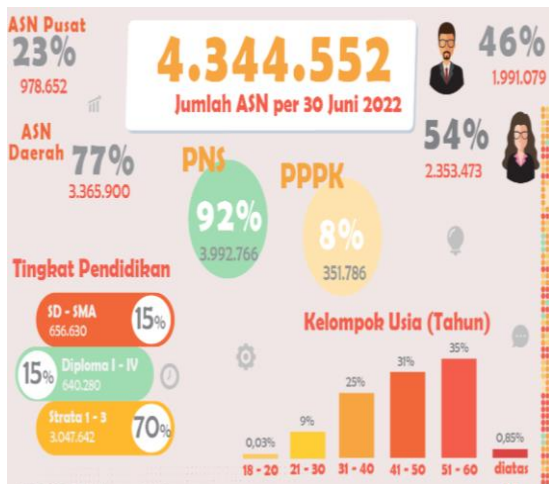 ASN Pusat
23%
978.652
4.344.552
Jumlah ASN per 30 Juni 2022
46%
1.991.079
ASN
Daerah 77%
3.365.900
54%
2.353.473
PNS
92%
3.992.766
PPPK
8%
351.786
Tingkat Pendidikan
SD - SMA
656.630
15%
15%
Diploma I - IV
640.280
Strata 1 - 3
3.047.642
70%
Kelompok Usia (Tahun)
0,03% 9% 25% 31% 35% 0,85%
18 - 20 21 - 30 31 - 40 41 - 50 51 - 60 diatas